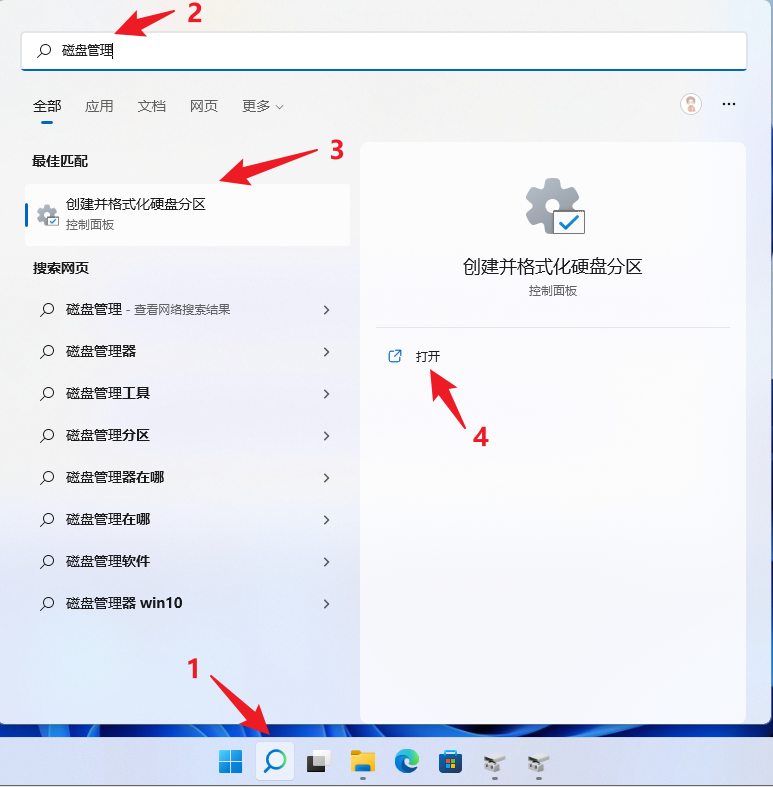 2
磁盘管理
全部 应用 文档 网页 更多
3
最佳匹配
创建并格式化硬盘分区
控制面板
搜索网页
磁盘管理 - 查看网络搜索结果
磁盘管理器
磁盘管理工具
磁盘管理分区
磁盘管理器在哪
磁盘管理在哪
磁盘管理软件
磁盘管理器 win10
创建并格式化硬盘分区
控制面板
打开
4
1